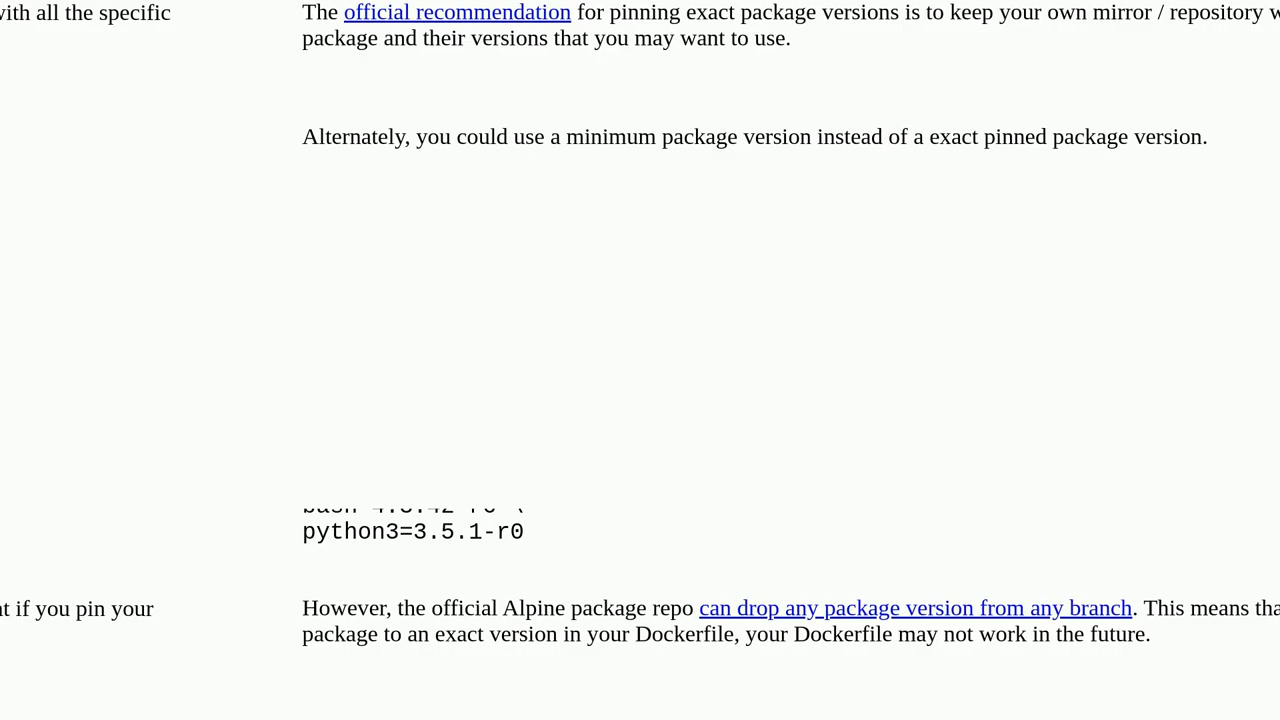 with all the specific
The official recommendation for pinning exact package versions is to keep your own mirror / repository
package and their versions that you may want to use.
Alternately, you could use a minimum package version instead of a exact pinned package version.
python3=3.5.1-r0
if you pin your
However, the official Alpine package repo can drop any package version from any branch. This means
package to an exact version in your Dockerfile, your Dockerfile may not work in the future.